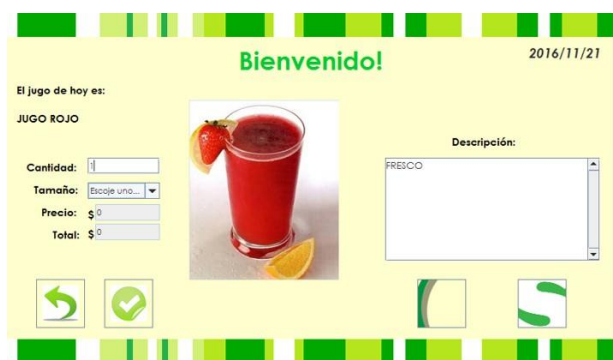 Bienvenido!
2016/11/21
El jugo de hoy es:
JUGO ROJO
Cantidad: 1
Tamaño: Escoje uno...
Precio: $ 0
Total: $ 0
Descripción:
FRESCO